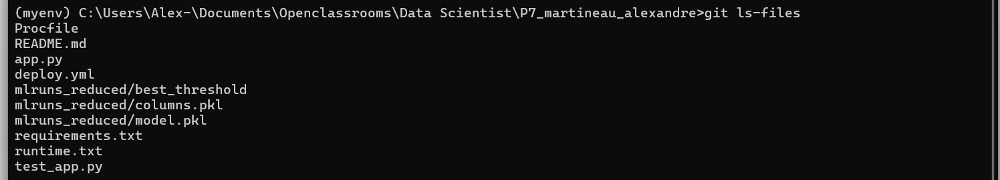 (myenv) C:\Users\Alex-\Documents\Openclassrooms\Data Scientist\P7_martineau_alexandre>git ls-files
Procfile
README.md
app.py
deploy.yml
mlruns_reduced/best_threshold
mlruns_reduced/columns.pkl
mlruns_reduced/model.pkl
requirements.txt
runtime.txt
test_app.py